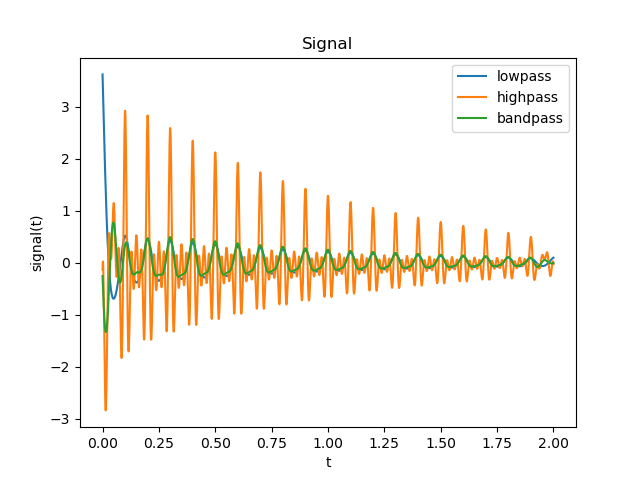 Signal
lowpass
highpass
bandpass
signal(t)
3
2
1
0
−1
−2
−3
0.00 0.25 0.50 0.75 1.00 1.25 1.50 1.75 2.00
t